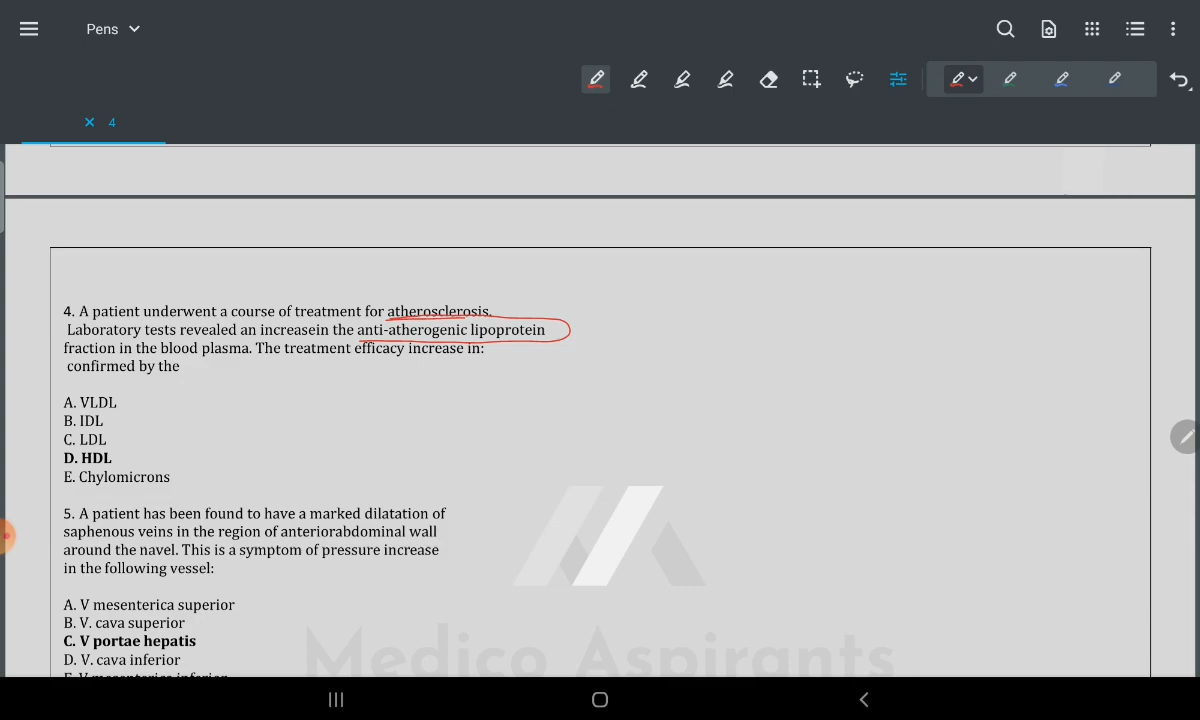 Pens
4
4. A patient underwent a course of treatment for atherosclerosis.
Laboratory tests revealed an increasein the anti-atherogenic lipoprotein
fraction in the blood plasma. The treatment efficacy increase in:
confirmed by the
A. VLDL
B. IDL
C. LDL
D. HDL
E. Chylomicrons
5. A patient has been found to have a marked dilatation of
saphenous veins in the region of anteriorabdominal wall
around the navel. This is a symptom of pressure increase
in the following vessel:
A. V mesenterica superior
B. V. cava superior
C. V portae hepatis
D. V. cava inferior
E. V mesenterica inferior
Medico Aspirants